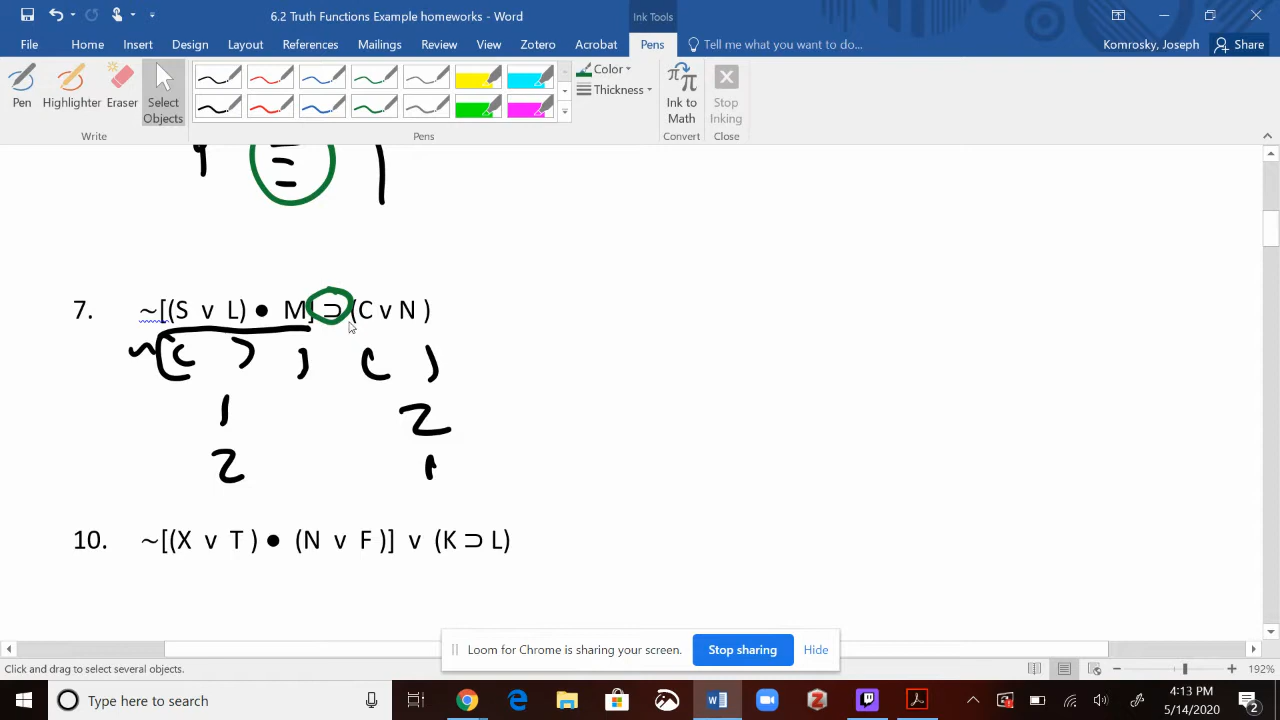 6.2 Truth Functions Example homeworks - Word
Ink Tools
File Home Insert Design Layout References Mailings Review View Zotero Acrobat Pens Tell me what you want to do... Komrosky, Joseph Share
Pen Highlighter Eraser Select Objects Color Thickness Ink to Math Stop Inking
Write Pens Convert Close
7. ~[(S v L) ● M] ⊃ (C v N )
~[( ) ] ( )
1 2
2 1
10. ~[(X v T ) ● (N v F )] v (K ⊃ L)
Loom for Chrome is sharing your screen. Stop sharing Hide
Click and drag to select several objects. 192%
Type here to search
4:13 PM
5/14/2020
2